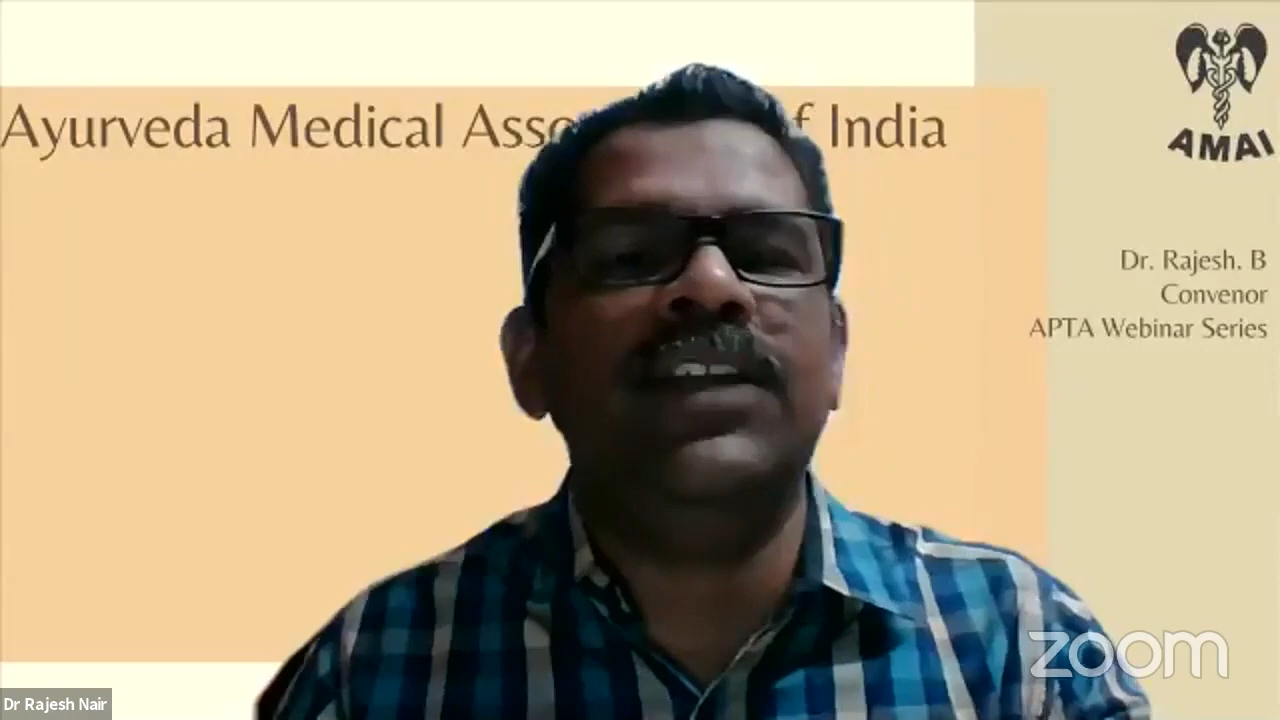 Ayurveda Medical Asso f India
AMAI
Dr. Rajesh. B
Convenor
APTA Webinar Series
zoom
Dr Rajesh Nair